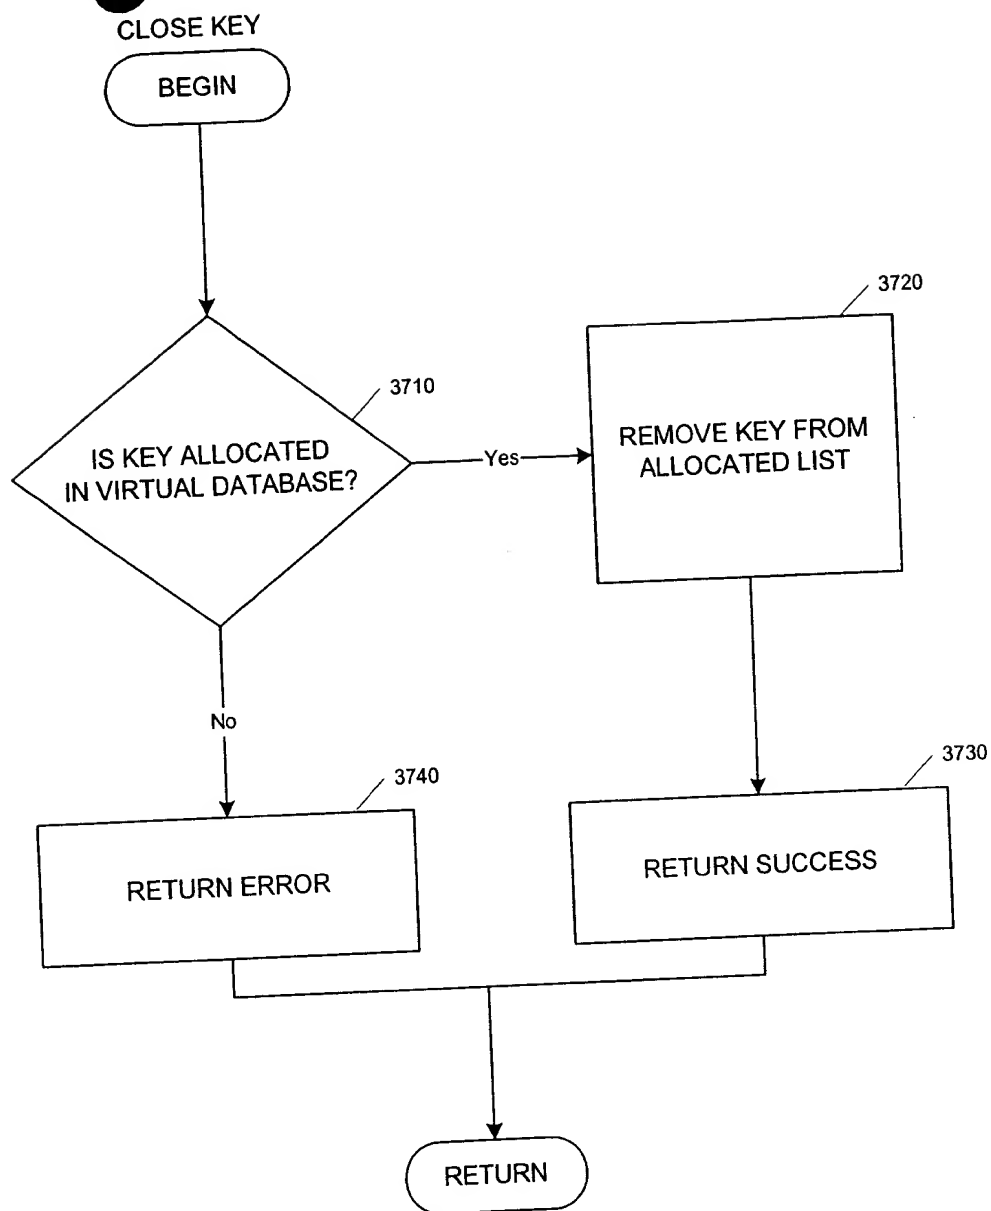 CLOSE KEY
BEGIN
3720
3710
IS KEY ALLOCATED
IN VIRTUAL DATABASE?
Yes
REMOVE KEY FROM
ALLOCATED LIST
No
3740
3730
RETURN ERROR
RETURN SUCCESS
RETURN